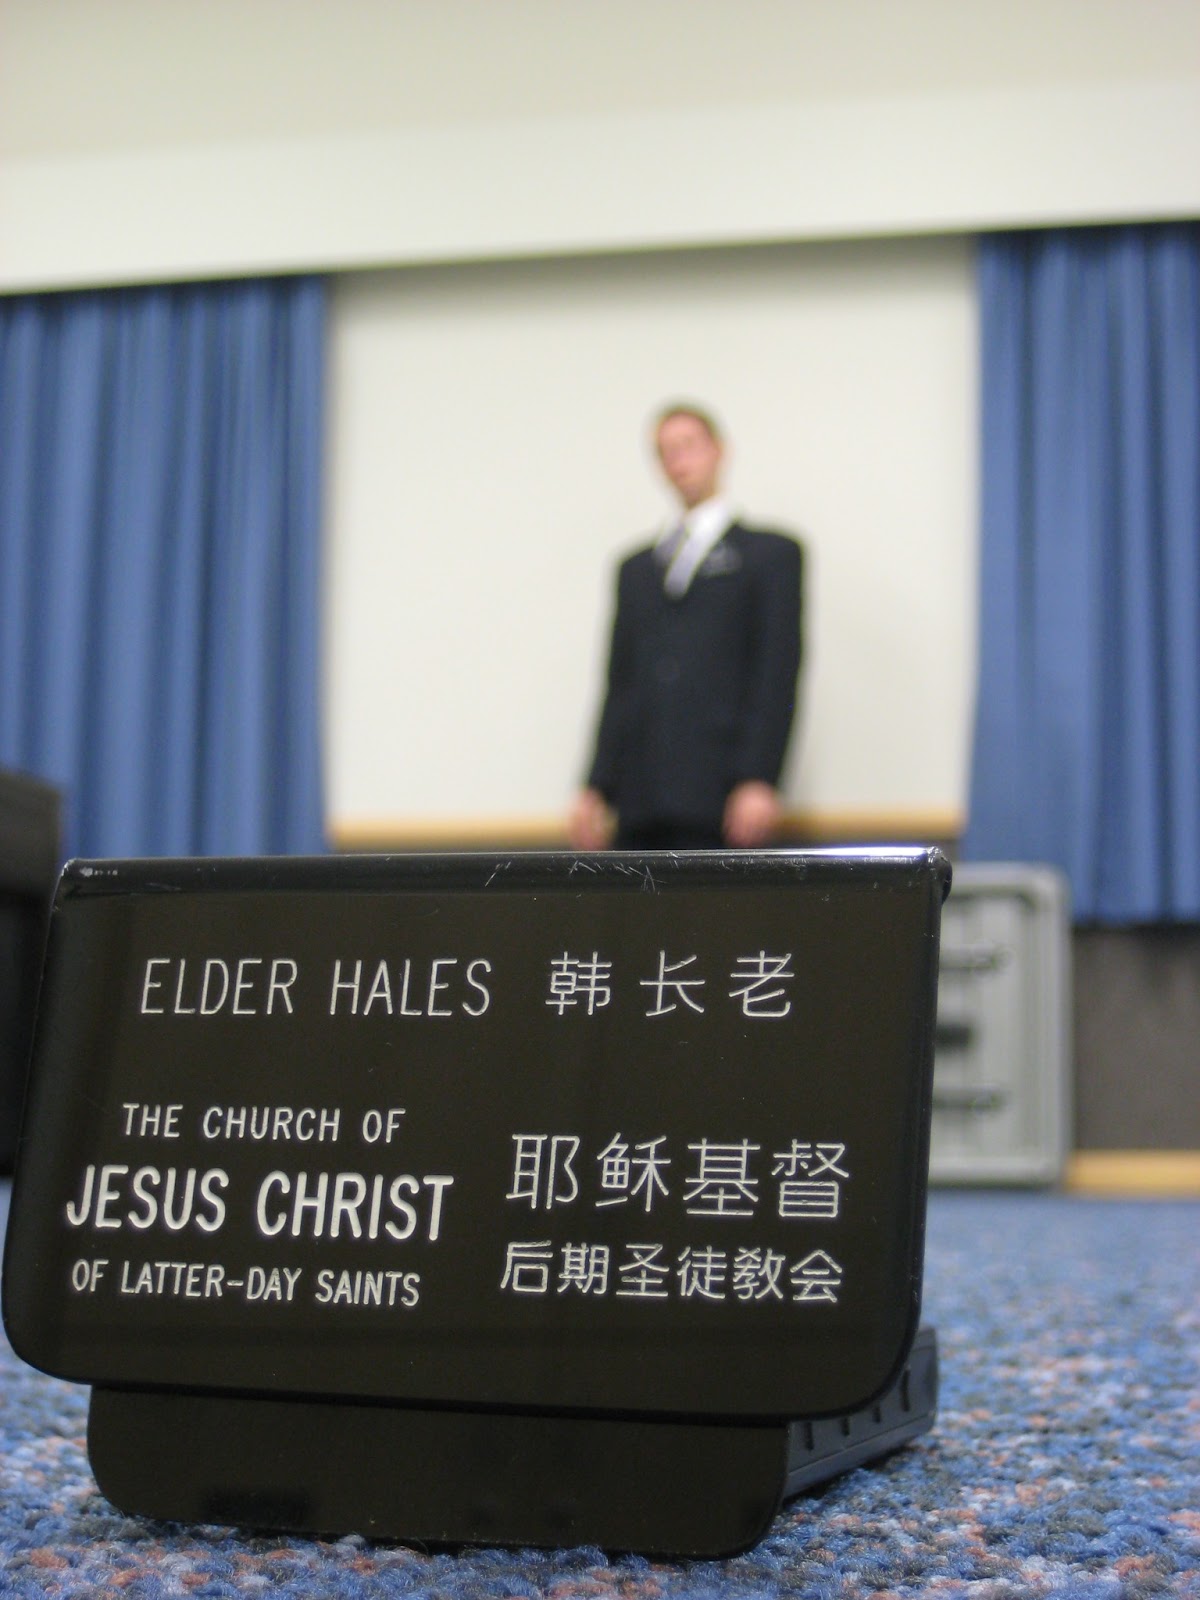 ELDER HALES 韩长老
THE CHURCH OF
JESUS CHRIST
OF LATTER-DAY SAINTS
耶稣基督
后期圣徒教会